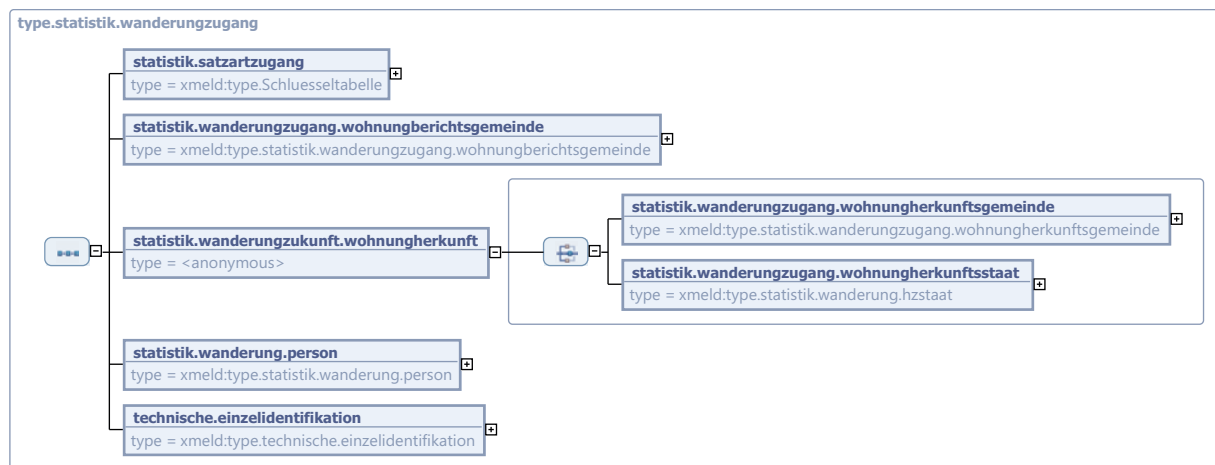 type.statistik.wanderungzugang
statistik.satzartzugang
type = xmeld:type.Schluesseltabelle
statistik.wanderungzugang.wohnungberichtsgemeinde
type = xmeld:type.statistik.wanderungzugang.wohnungberichtsgemeinde
statistik.wanderungzukunft.wohnungherkunft
type = <anonymous>
statistik.wanderungzugang.wohnungherkunftsgemeinde
type = xmeld:type.statistik.wanderungzugang.wohnungherkunftsgemeinde
statistik.wanderungzugang.wohnungherkunftsstaat
type = xmeld:type.statistik.wanderung.hzstaat
statistik.wanderung.person
type = xmeld:type.statistik.wanderung.person
technische.einzelidentifikation
type = xmeld:type.technische.einzelidentifikation